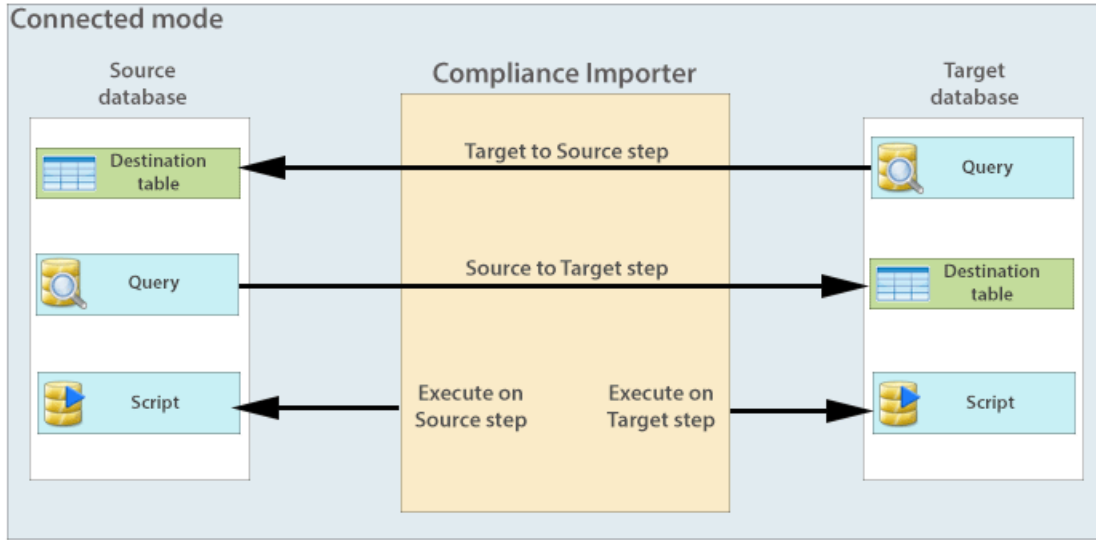 Connected mode
Source
database
Compliance Importer
Target
database
Destination
table
Target to Source step
Query
Query
Source to Target step
Destination
table
Script
Execute on
Source step
Execute on
Target step
Script